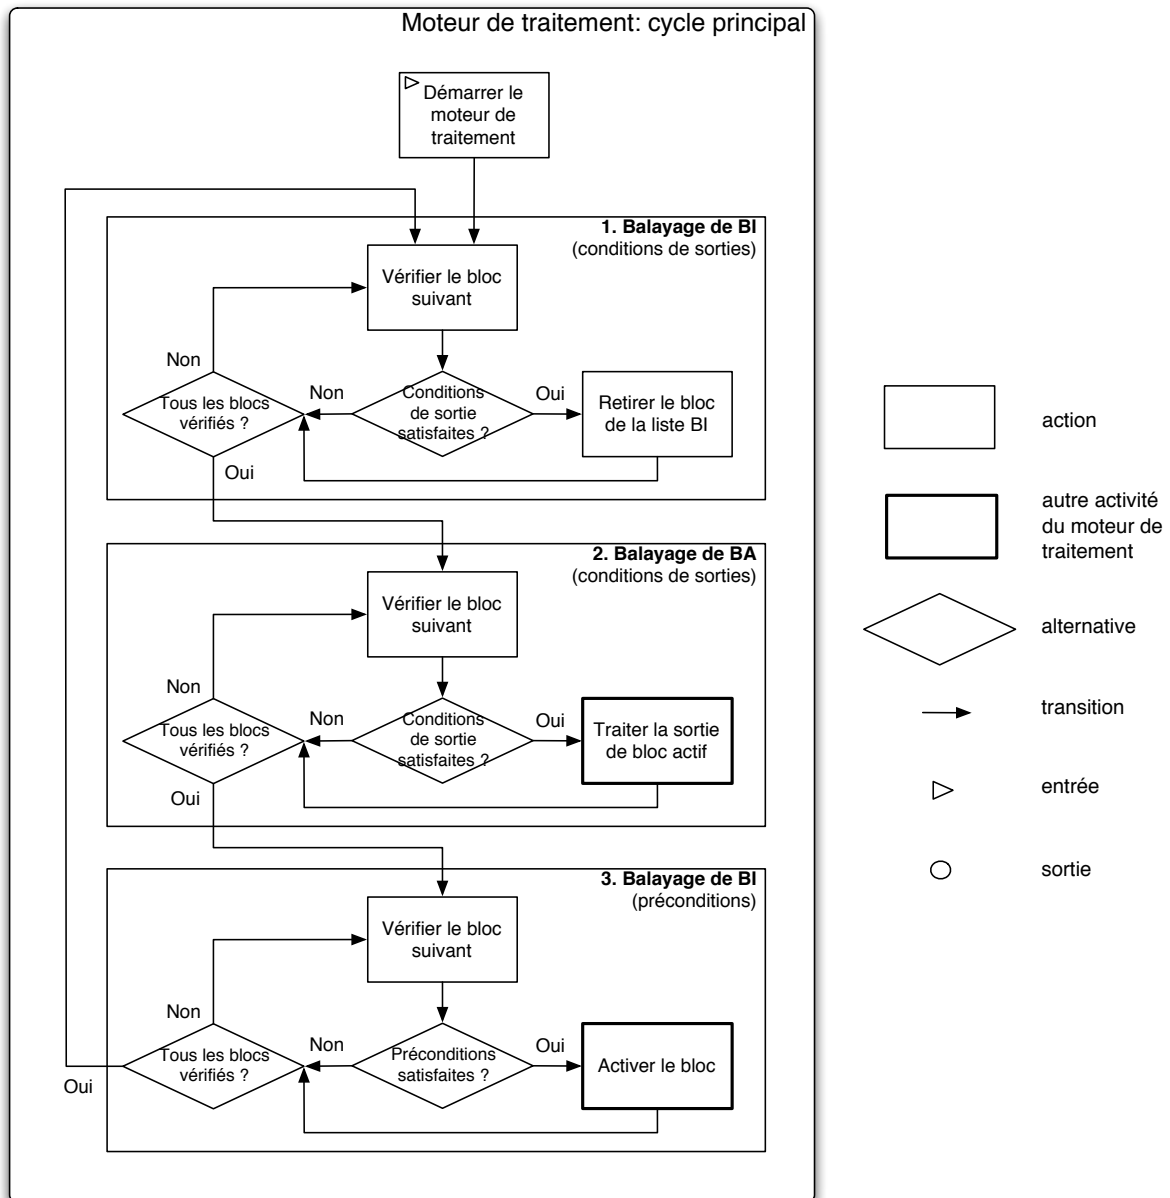 Moteur de traitement: cycle principal
Démarrer le
moteur de
traitement
1. Balayage de BI
(conditions de sorties)
Vérifier le bloc
suivant
Non
Tous les blocs
vérifiés ?
Non
Conditions
de sortie
satisfaites ?
Oui
Retirer le bloc
de la liste BI
Oui
2. Balayage de BA
(conditions de sorties)
Vérifier le bloc
suivant
Non
Tous les blocs
vérifiés ?
Non
Conditions
de sortie
satisfaites ?
Oui
Traiter la sortie
de bloc actif
Oui
3. Balayage de BI
(préconditions)
Vérifier le bloc
suivant
Non
Tous les blocs
vérifiés ?
Non
Préconditions
satisfaites ?
Oui
Activer le bloc
Oui
action
autre activité
du moteur de
traitement
alternative
transition
entrée
sortie